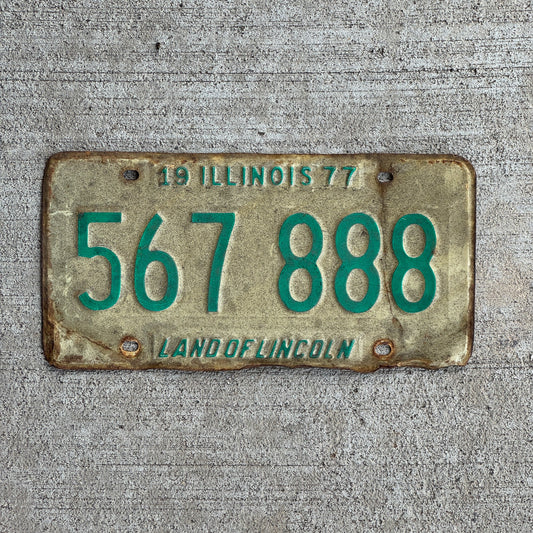 19 ILLINOIS 77
567 888
LAND OF LINCOLN